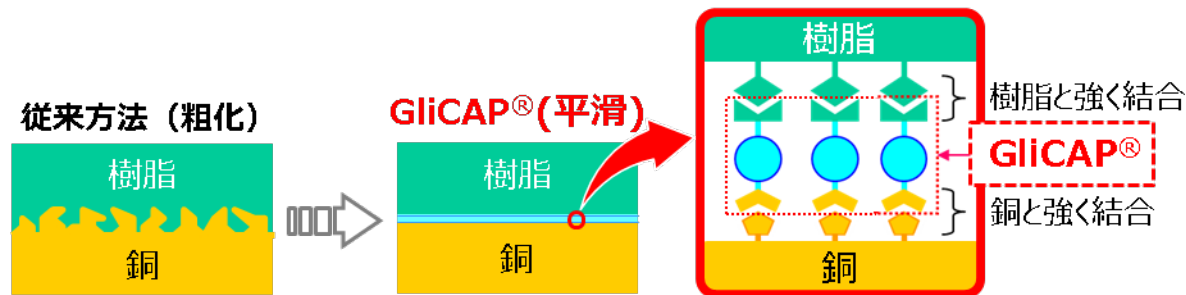 従来方法（粗化）
樹脂
銅
GliCAP®(平滑)
樹脂
銅
樹脂
銅
樹脂と強く結合
GliCAP®
銅と強く結合